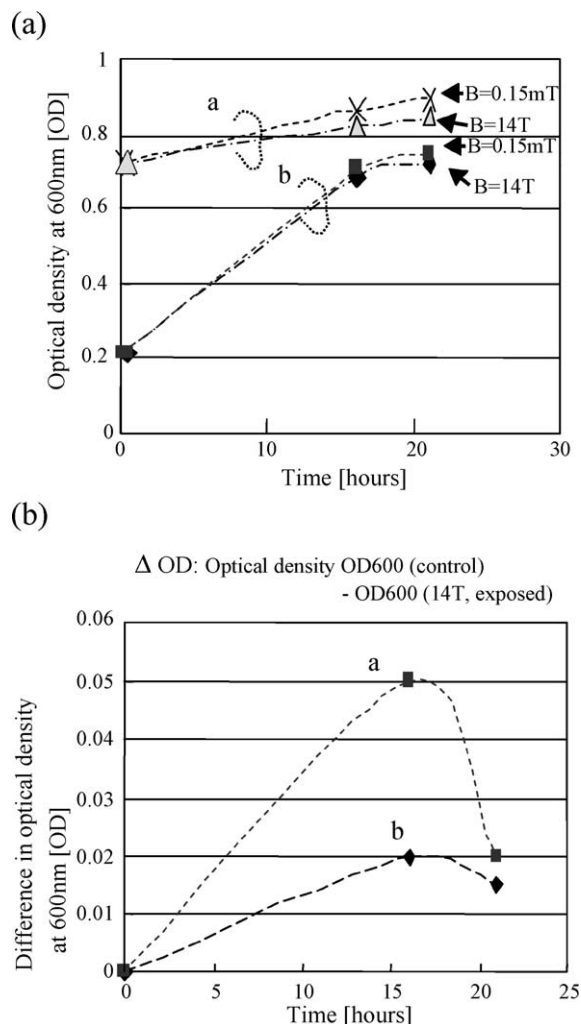 (a)
1
0.8
0.6
0.4
0.2
0
Optical density at 600nm [OD]
a
b
B=0.15mT
B=14T
B=0.15mT
B=14T
0
10
20
30
Time [hours]
(b)
Δ OD: Optical density OD600 (control)
- OD600 (14T, exposed)
0.06
0.05
0.04
0.03
0.02
0.01
0
Difference in optical density
at 600nm [OD]
a
b
0
5
10
15
20
25
Time [hours]